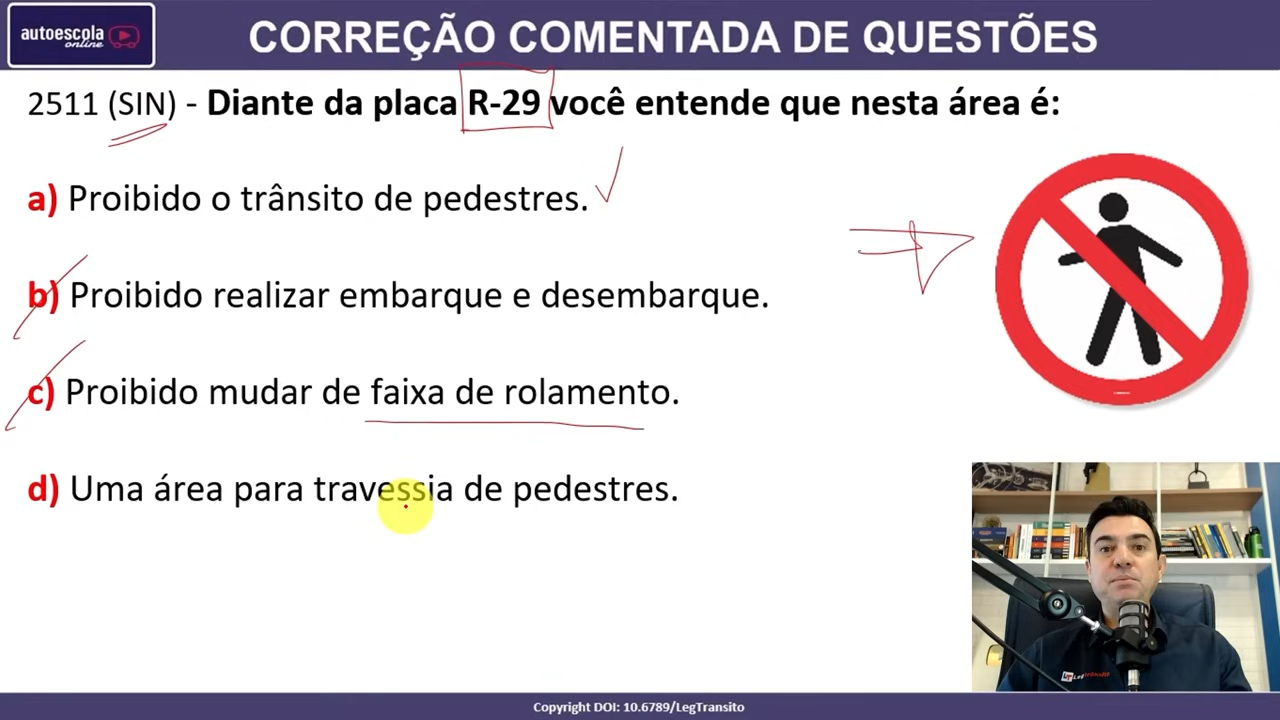 autoescola
online
CORREÇÃO COMENTADA DE QUESTÕES
2511 (SIN) - Diante da placa R-29 você entende que nesta área é:
a) Proibido o trânsito de pedestres.
b) Proibido realizar embarque e desembarque.
c) Proibido mudar de faixa de rolamento.
d) Uma área para travessia de pedestres.
Legtrânsito
Copyright DOI: 10.6789/LegTransito